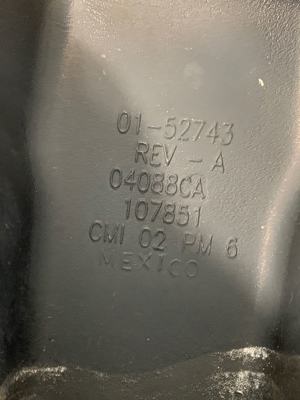 01-52743
REV - A
04088CA
107851
CMI 02 PM 6
MEXICO